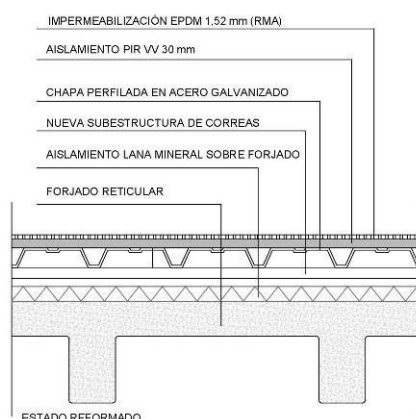 IMPERMEABILIZACIÓN EPDM 1,52 mm (RMA)
AISLAMIENTO PIR VV 30 mm
CHAPA PERFILADA EN ACERO GALVANIZADO
NUEVA SUBESTRUCTURA DE CORREAS
AISLAMIENTO LANA MINERAL SOBRE FORJADO
FORJADO RETICULAR
ESTADO REFORMADO